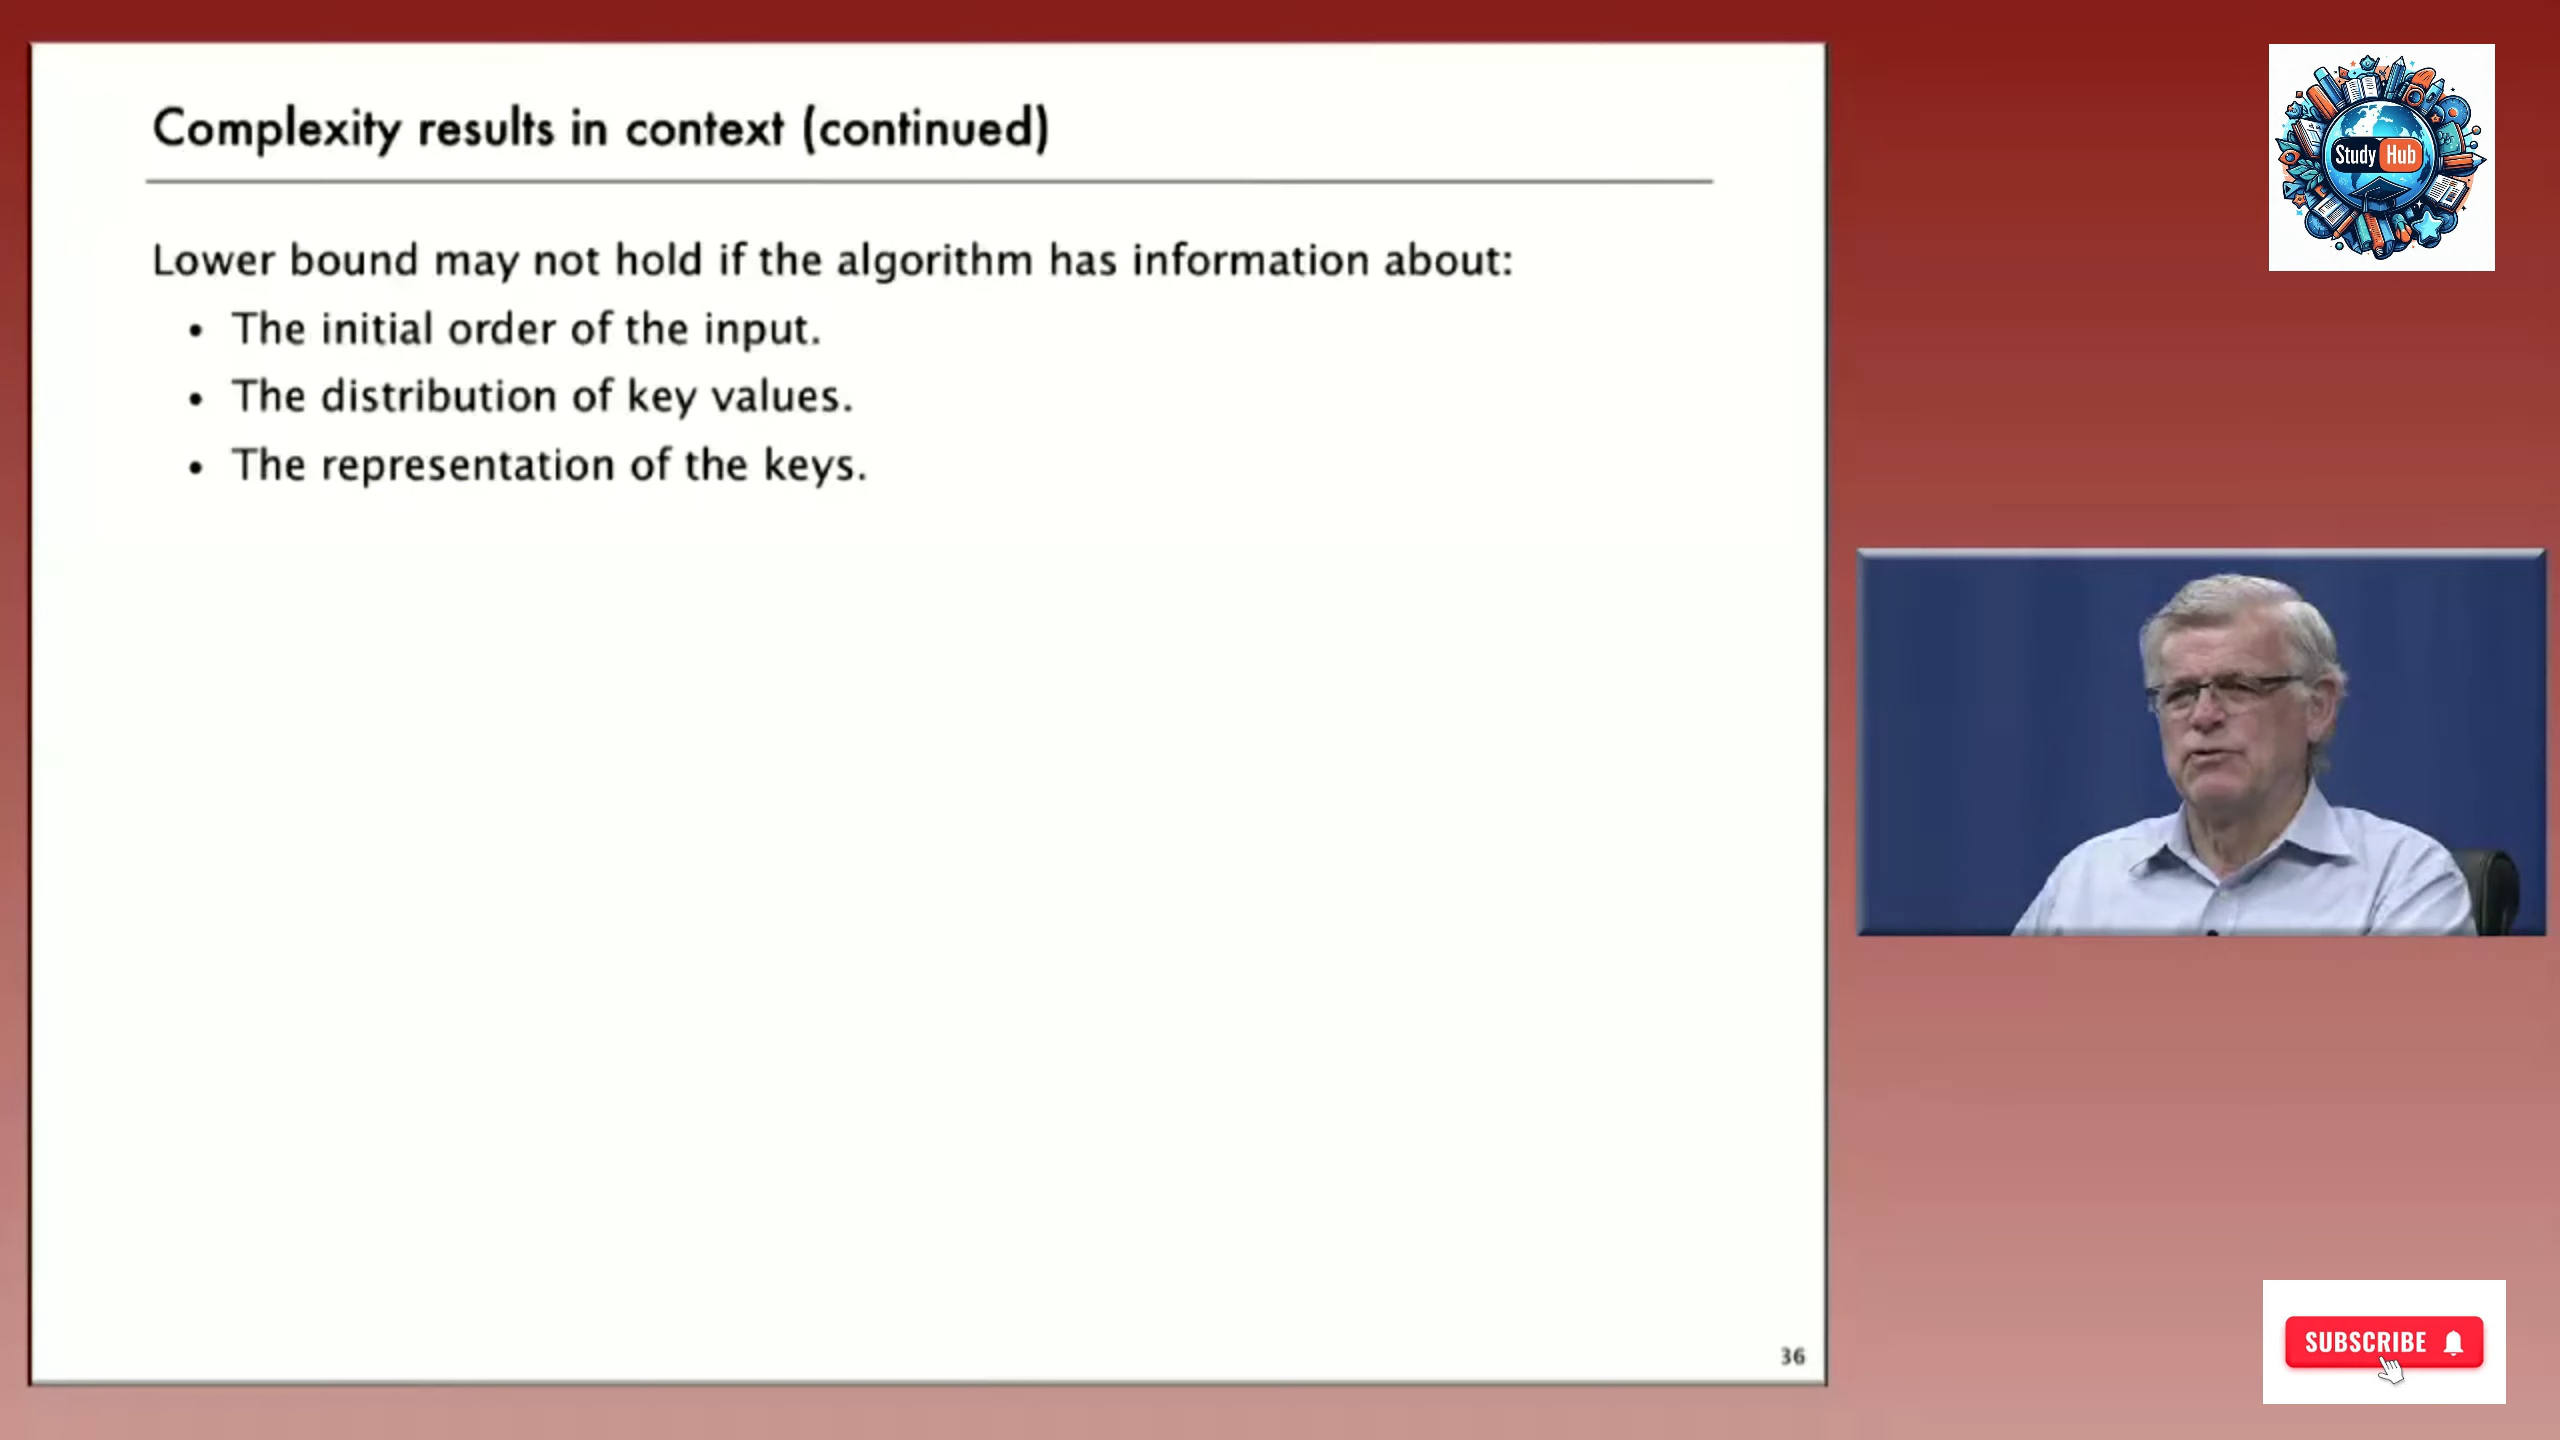 Complexity results in context (continued)
Lower bound may not hold if the algorithm has information about:
• The initial order of the input.
• The distribution of key values.
• The representation of the keys.
36
Study Hub
SUBSCRIBE